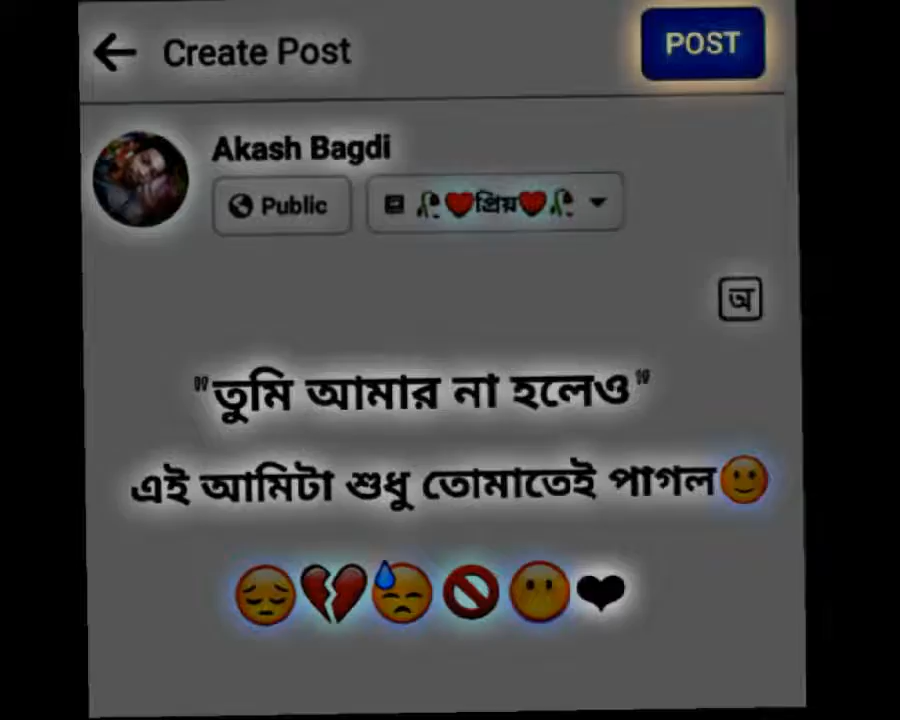 Create Post
POST
Akash Bagdi
Public
🥀❤️প্রিয়❤️🥀
অ
"তুমি আমার না হলেও"
এই আমিটা শুধু তোমাতেই পাগল🙂
😔💔😓🚫😶❤